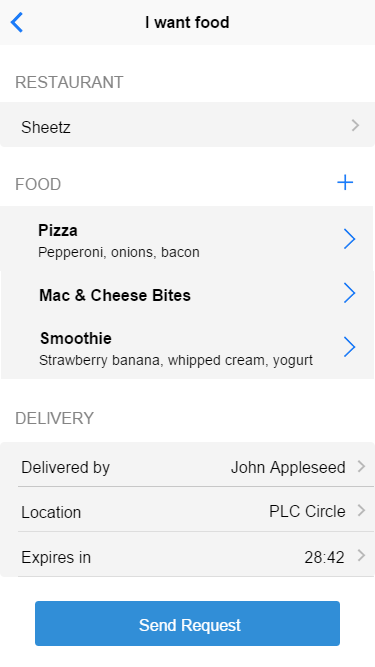 I want food
RESTAURANT
Sheetz
FOOD
Pizza
Pepperoni, onions, bacon
Mac & Cheese Bites
Smoothie
Strawberry banana, whipped cream, yogurt
DELIVERY
Delivered by John Appleseed
Location PLC Circle
Expires in 28:42
Send Request